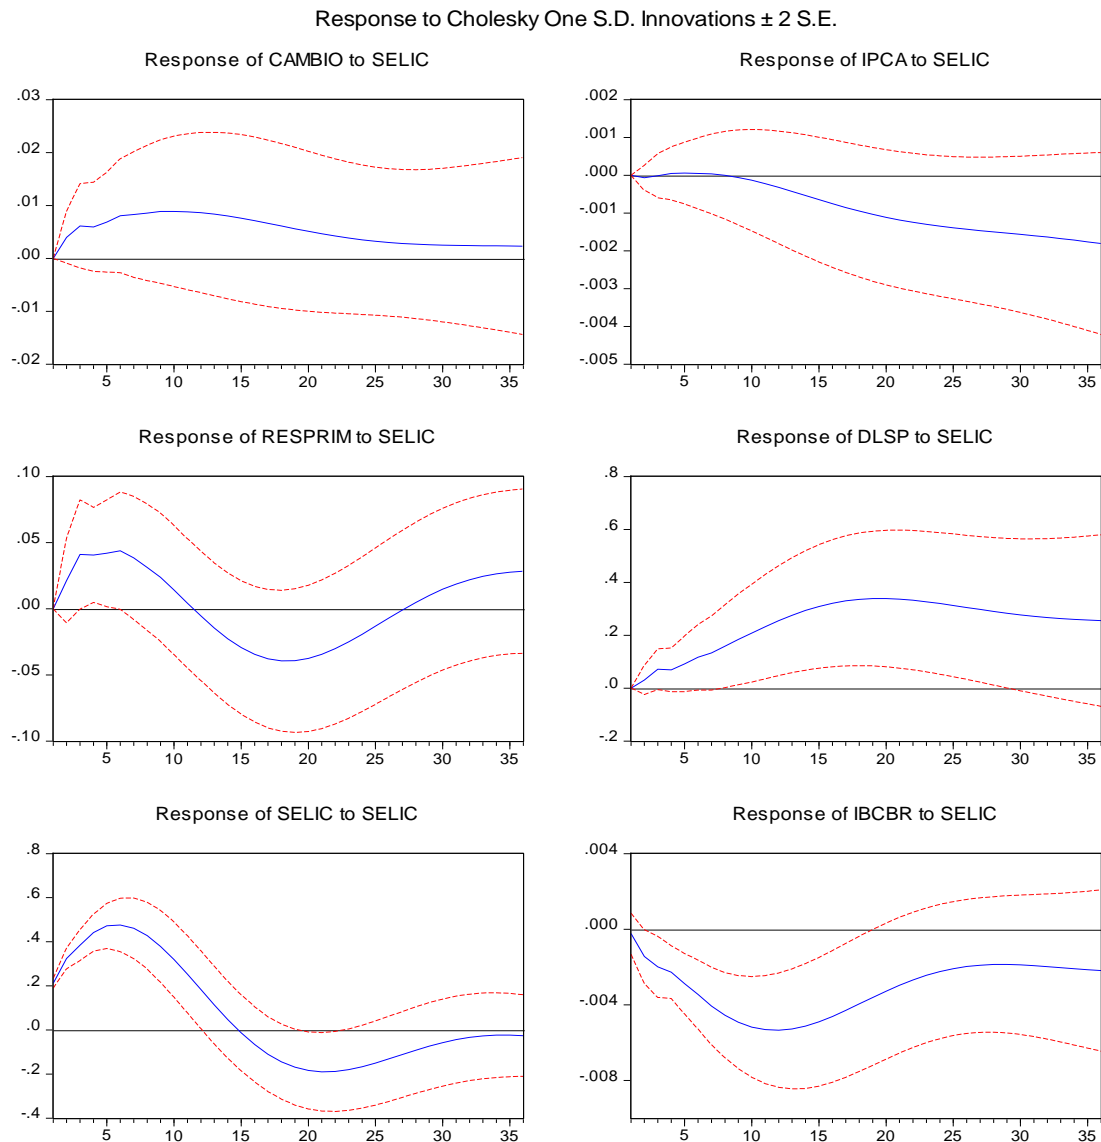 Response to Cholesky One S.D. Innovations ± 2 S.E.
Response of CAMBIO to SELIC
.03
.02
.01
.00
-.01
-.02
5 10 15 20 25 30 35
Response of IPCA to SELIC
.002
.001
.000
-.001
-.002
-.003
-.004
-.005
5 10 15 20 25 30 35
Response of RESPRIM to SELIC
.10
.05
.00
-.05
-.10
5 10 15 20 25 30 35
Response of DLSP to SELIC
.8
.6
.4
.2
.0
-.2
5 10 15 20 25 30 35
Response of SELIC to SELIC
.8
.6
.4
.2
.0
-.2
-.4
5 10 15 20 25 30 35
Response of IBCBR to SELIC
.004
.000
-.004
-.008
5 10 15 20 25 30 35